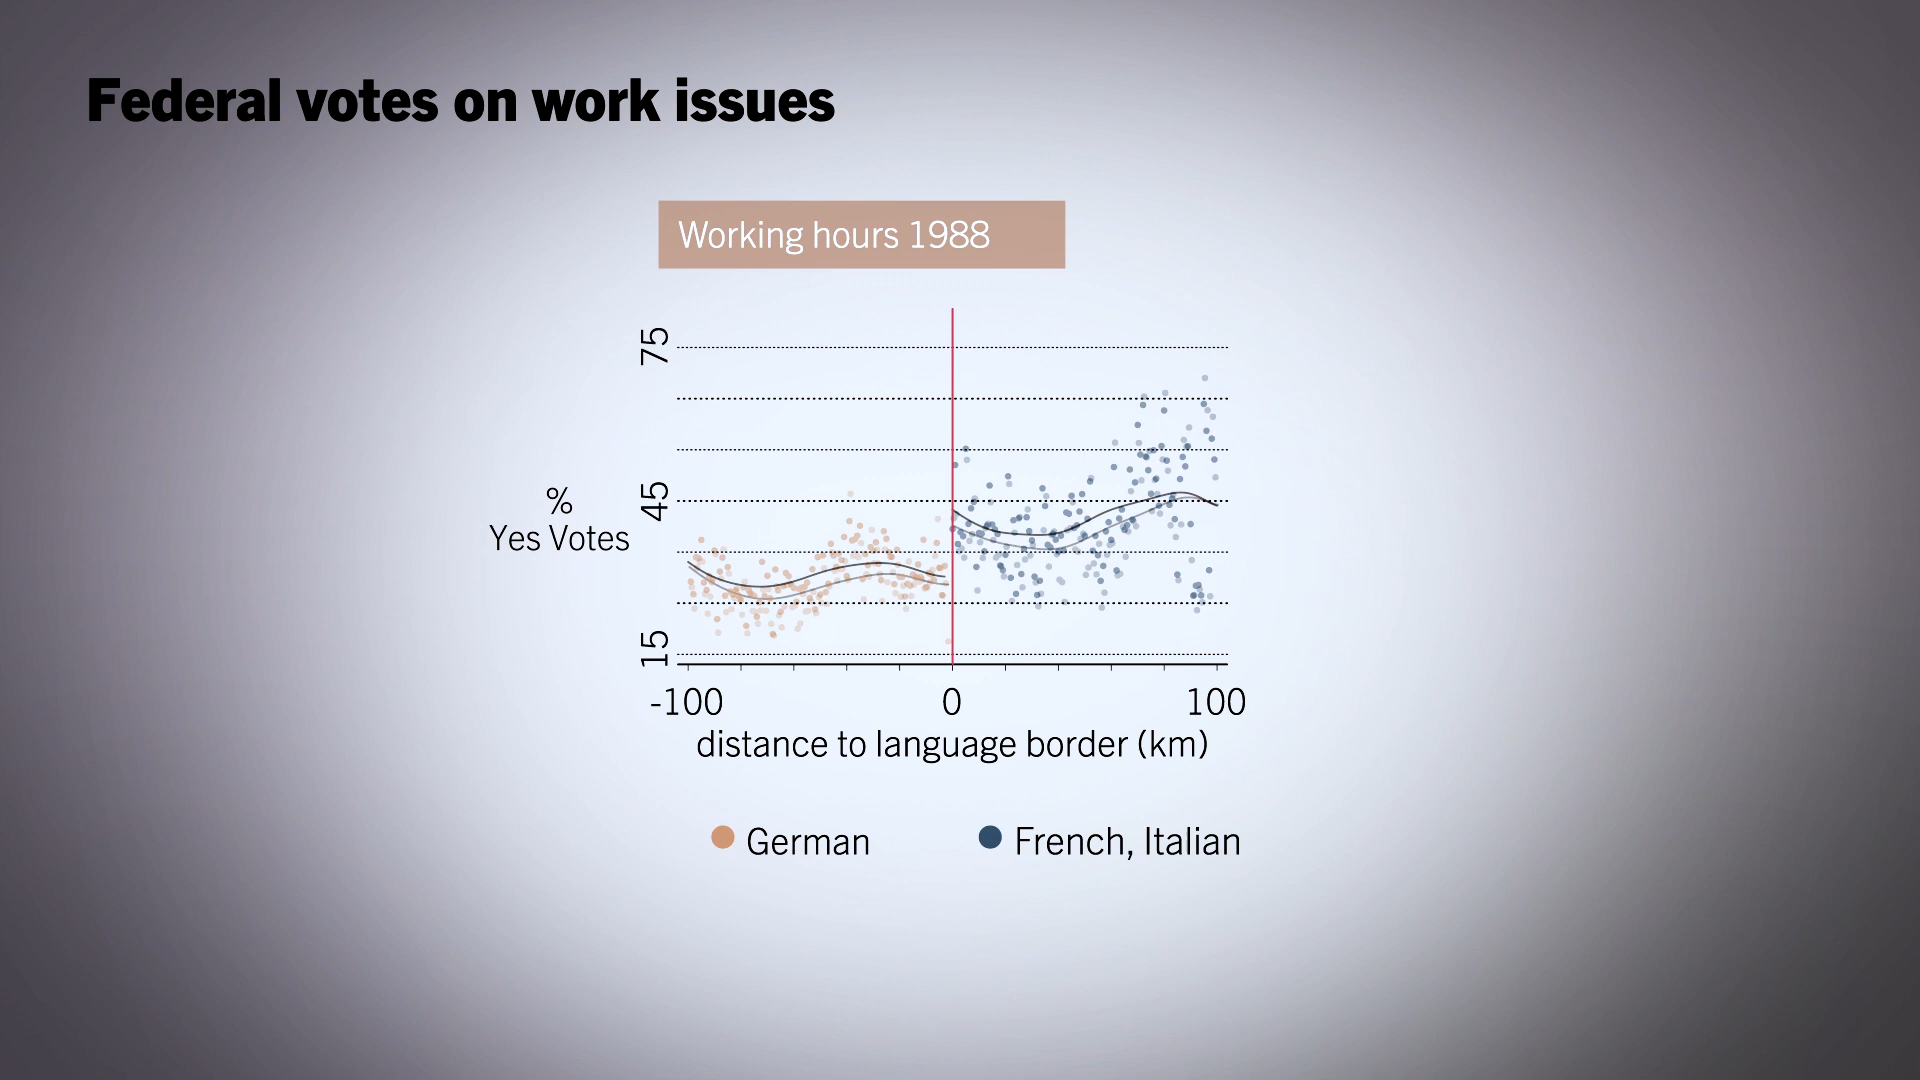 Federal votes on work issues
Working hours 1988
75
45
15
%
Yes Votes
-100
0
100
distance to language border (km)
German
French, Italian